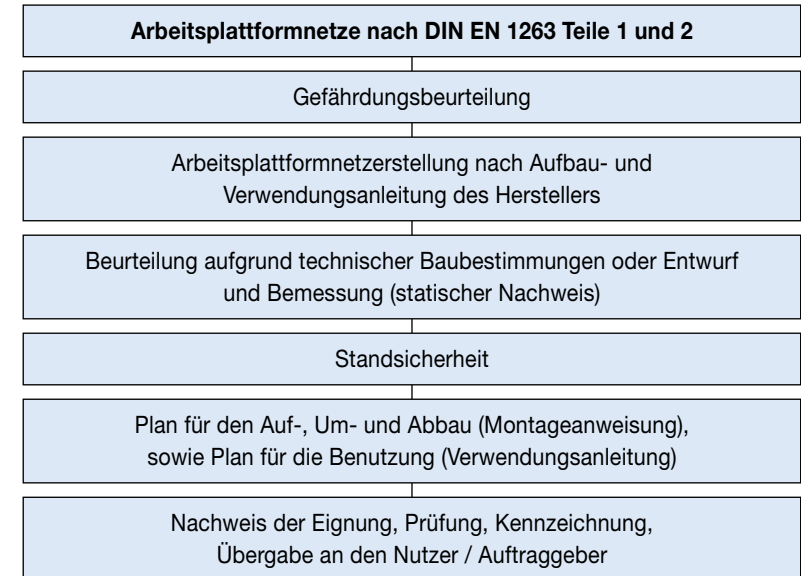 Arbeitsplattformnetze nach DIN EN 1263 Teile 1 und 2
Gefährdungsbeurteilung
Arbeitsplattformnetzerstellung nach Aufbau- und
Verwendungsanleitung des Herstellers
Beurteilung aufgrund technischer Baubestimmungen oder Entwurf
und Bemessung (statischer Nachweis)
Standsicherheit
Plan für den Auf-, Um- und Abbau (Montageanweisung),
sowie Plan für die Benutzung (Verwendungsanleitung)
Nachweis der Eignung, Prüfung, Kennzeichnung,
Übergabe an den Nutzer / Auftraggeber